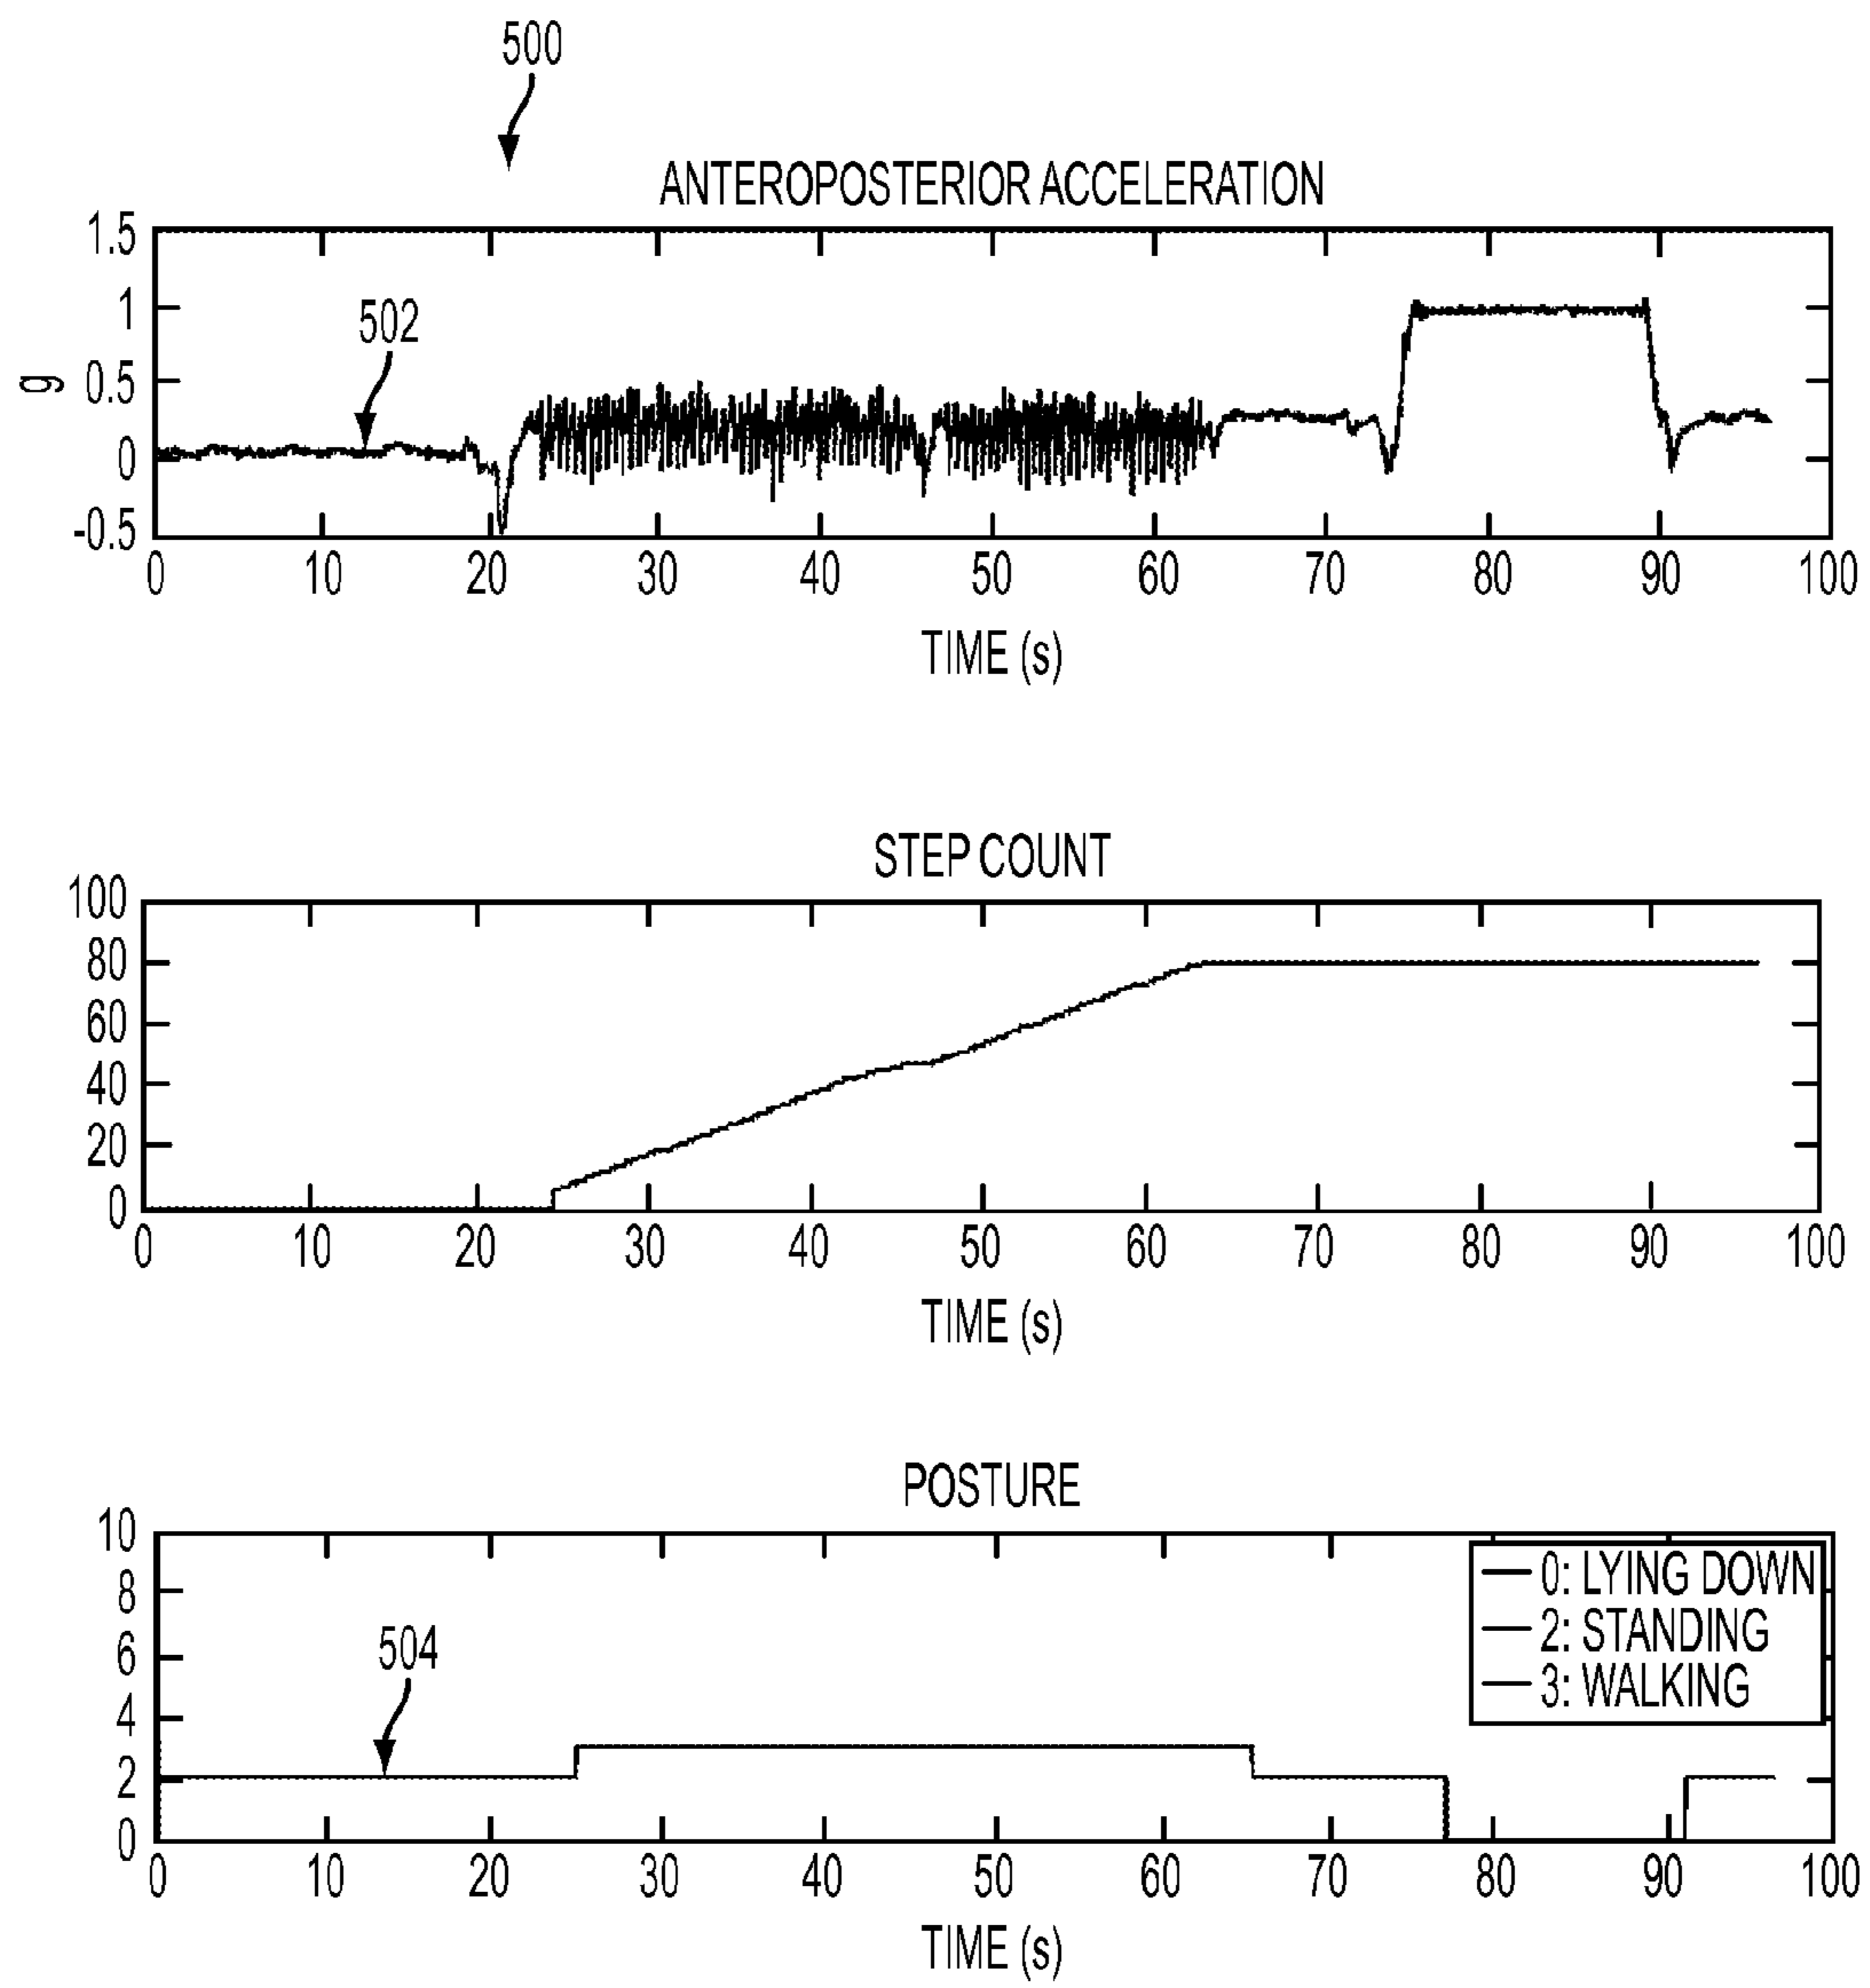 500
ANTEROPOSTERIOR ACCELERATION
1.5
1
502
0.5
g
0
-0.5
0 10 20 30 40 50 60 70 80 90 100
TIME (s)
STEP COUNT
100
80
60
40
20
0
0 10 20 30 40 50 60 70 80 90 100
TIME (s)
POSTURE
10
0: LYING DOWN
8
2: STANDING
504
6
3: WALKING
4
2
0
0 10 20 30 40 50 60 70 80 90 100
TIME (s)